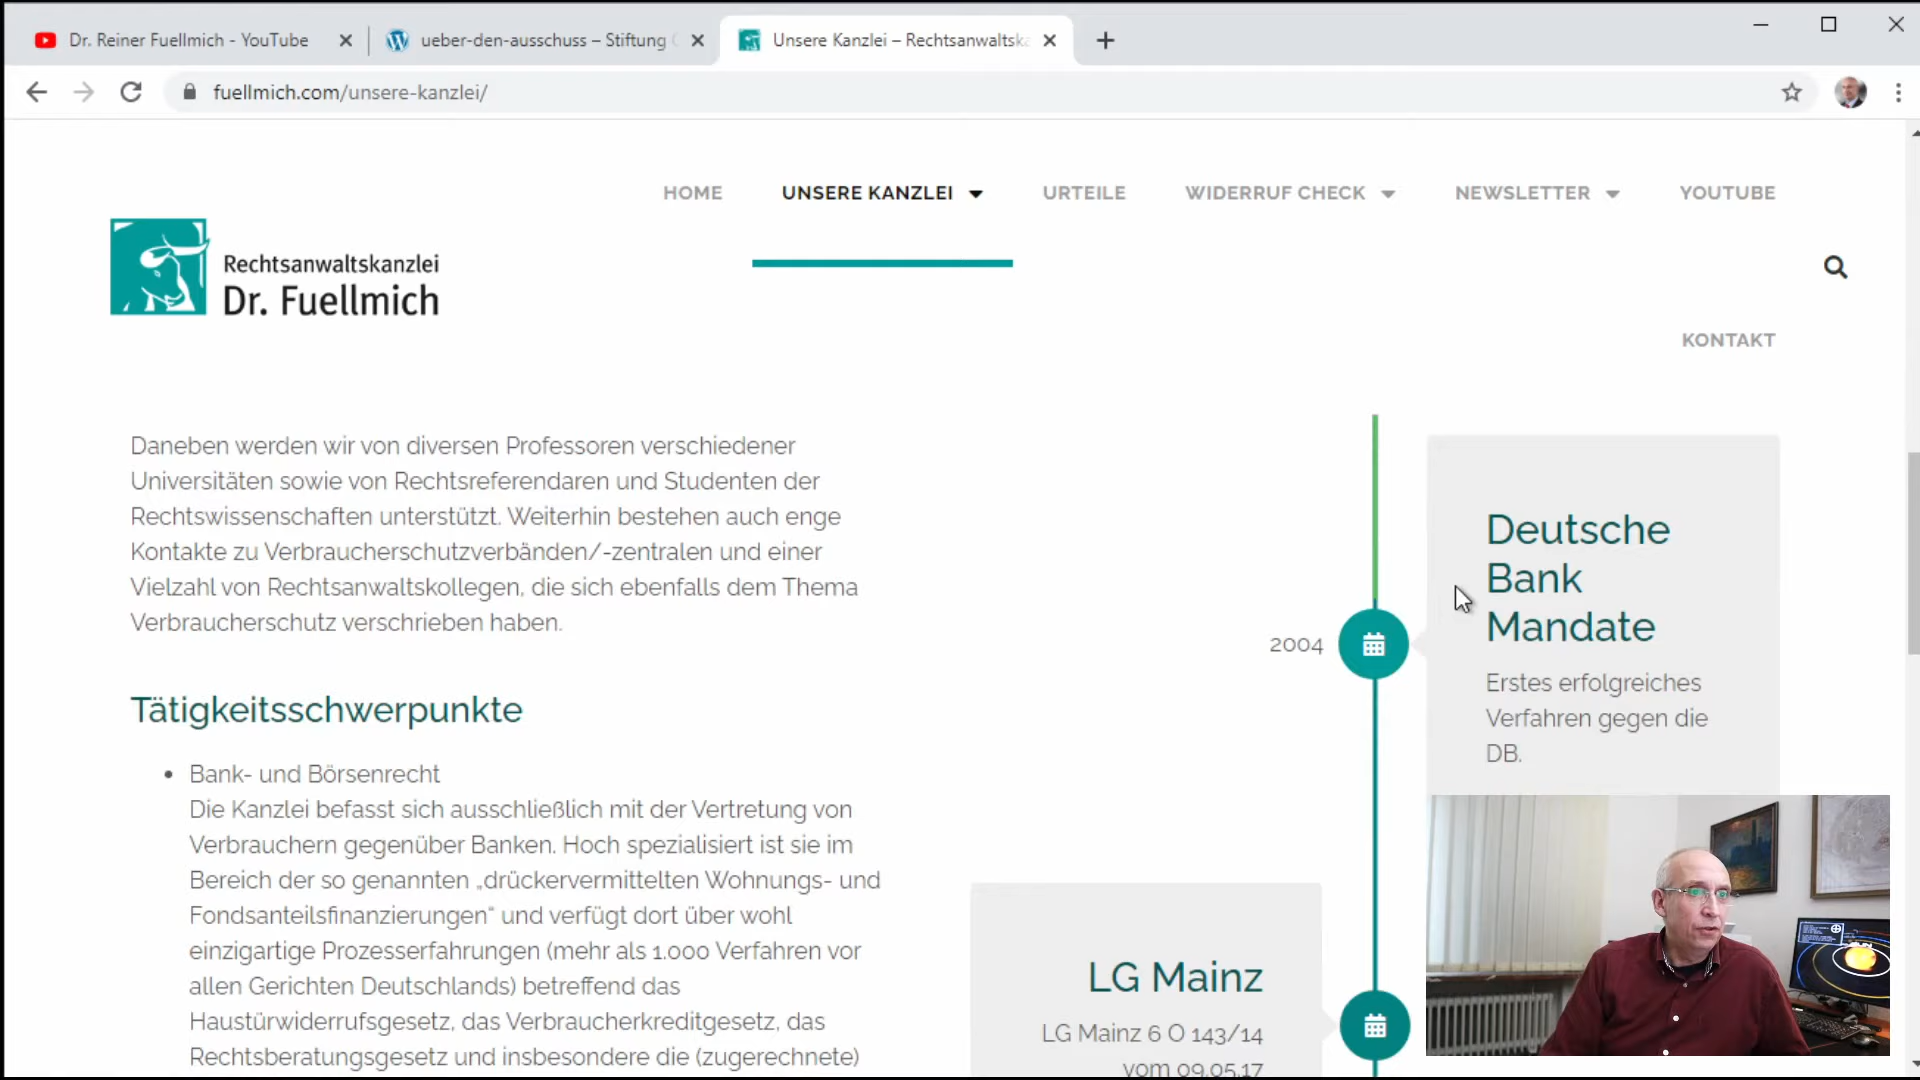 Dr. Reiner Fuellmich - YouTube
ueber-den-ausschuss – Stiftung
Unsere Kanzlei – Rechtsanwaltska
fuellmich.com/unsere-kanzlei/
HOME
UNSERE KANZLEI
URTEILE
WIDERRUF CHECK
NEWSLETTER
YOUTUBE
Rechtsanwaltskanzlei
Dr. Fuellmich
KONTAKT
Daneben werden wir von diversen Professoren verschiedener
Universitäten sowie von Rechtsreferendaren und Studenten der
Rechtswissenschaften unterstützt. Weiterhin bestehen auch enge
Kontakte zu Verbraucherschutzverbänden/-zentralen und einer
Vielzahl von Rechtsanwaltskollegen, die sich ebenfalls dem Thema
Verbraucherschutz verschrieben haben.
Tätigkeitsschwerpunkte
• Bank- und Börsenrecht
Die Kanzlei befasst sich ausschließlich mit der Vertretung von
Verbrauchern gegenüber Banken. Hoch spezialisiert ist sie im
Bereich der so genannten „drückervermittelten Wohnungs- und
Fondsanteilsfinanzierungen“ und verfügt dort über wohl
einzigartige Prozesserfahrungen (mehr als 1.000 Verfahren vor
allen Gerichten Deutschlands) betreffend das
Haustürwiderrufsgesetz, das Verbraucherkreditgesetz, das
Rechtsberatungsgesetz und insbesondere die (zugerechnete)
2004
Deutsche
Bank
Mandate
Erstes erfolgreiches
Verfahren gegen die
DB.
LG Mainz
LG Mainz 6 O 143/14
vom 09.05.17